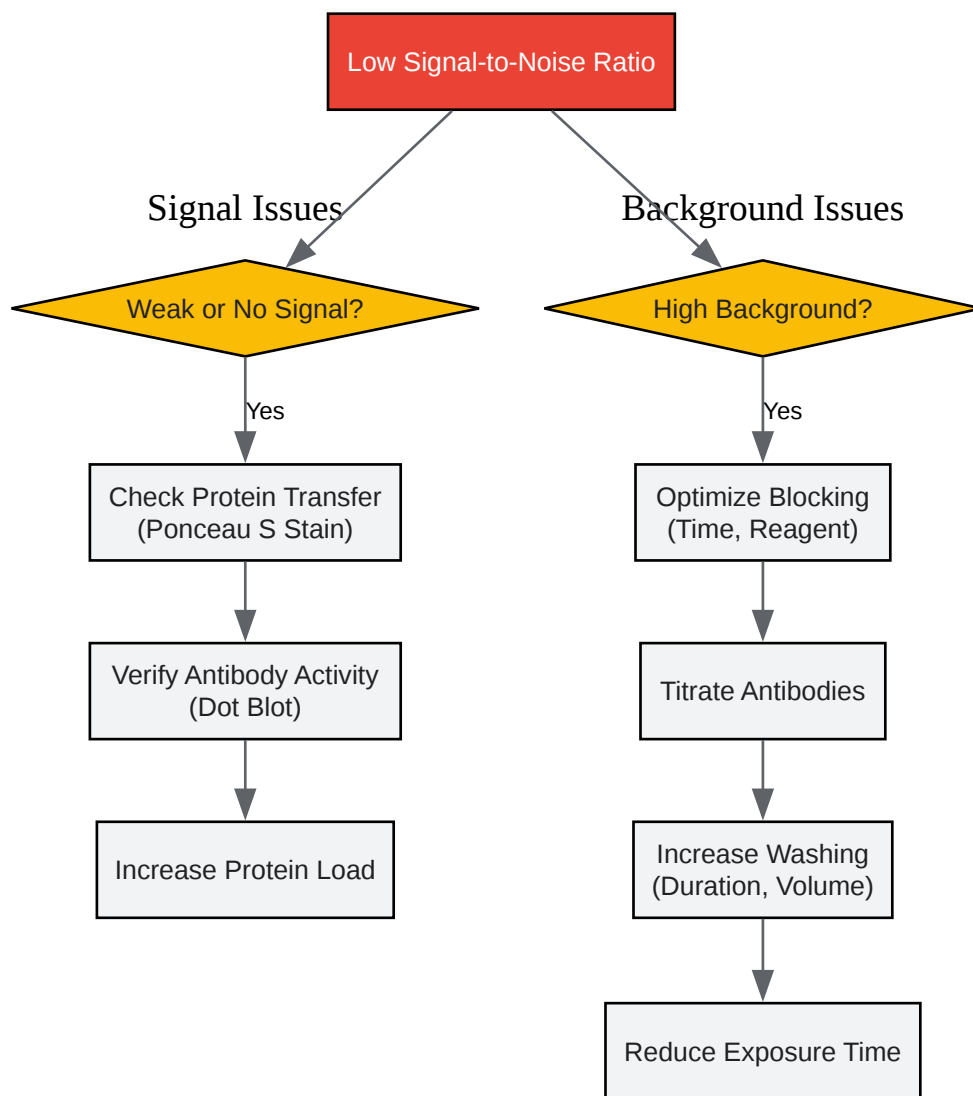 Low Signal-to-Noise Ratio
Signal Issues
Background Issues
Weak or No Signal?
High Background?
Yes
Yes
Check Protein Transfer
(Ponceau S Stain)
Optimize Blocking
(Time, Reagent)
Verify Antibody Activity
(Dot Blot)
Titrate Antibodies
Increase Protein Load
Increase Washing
(Duration, Volume)
Reduce Exposure Time